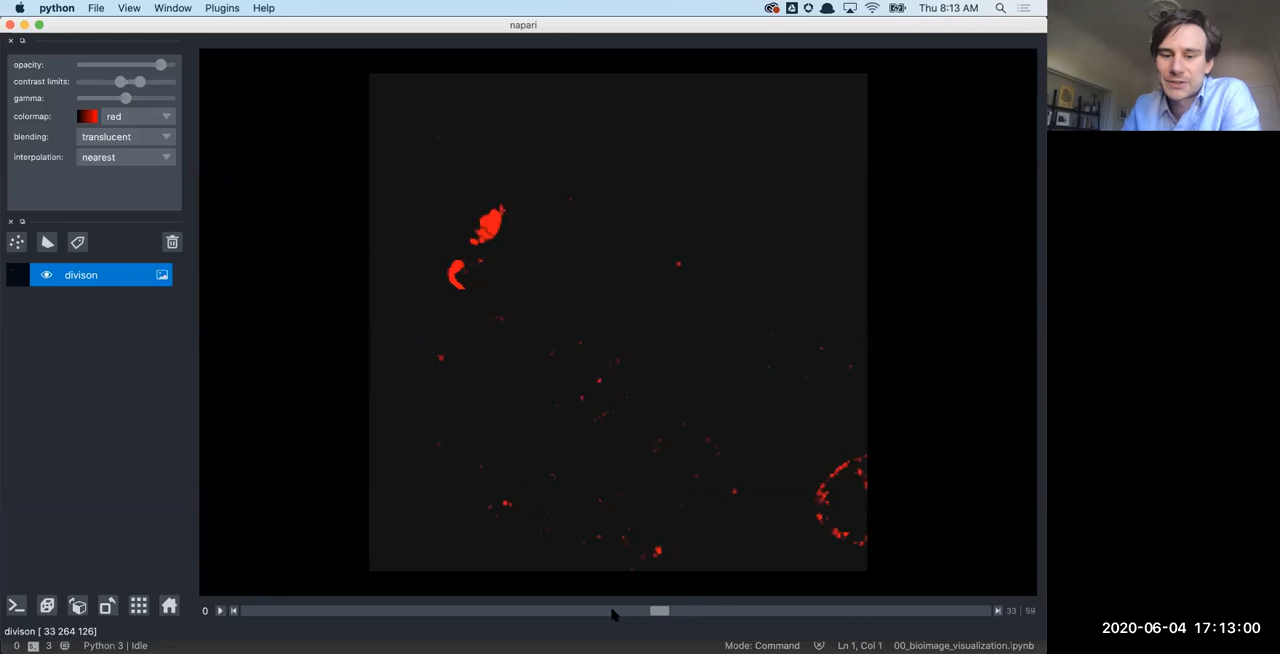 python File View Window Plugins Help Thu 8:13 AM
napari
opacity:
contrast limits:
gamma:
colormap: red
blending: translucent
interpolation: nearest
divison
0 33 | 59
divison [ 33 264 126]
0 3 Python 3 | Idle Mode: Command Ln 1, Col 1 00_bioimage_visualization.ipynb
2020-06-04 17:13:00